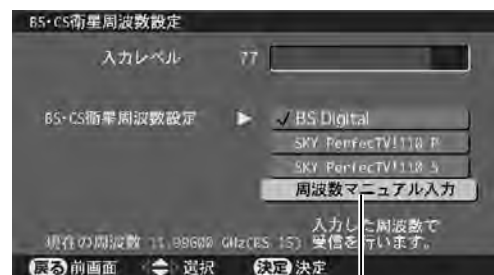 BS・CS衛星周波数設定
入力レベル 77
BS・CS衛星周波数設定 ▶ ✓BS Digital
SKY PerfecTV!110 P
SKY PerfecTV!110 S
周波数マニュアル入力
入力した周波数で
現在の周波数 11.99600 GHz(BS 15) 受信を行います。
戻る 前画面 選択 決定 決定